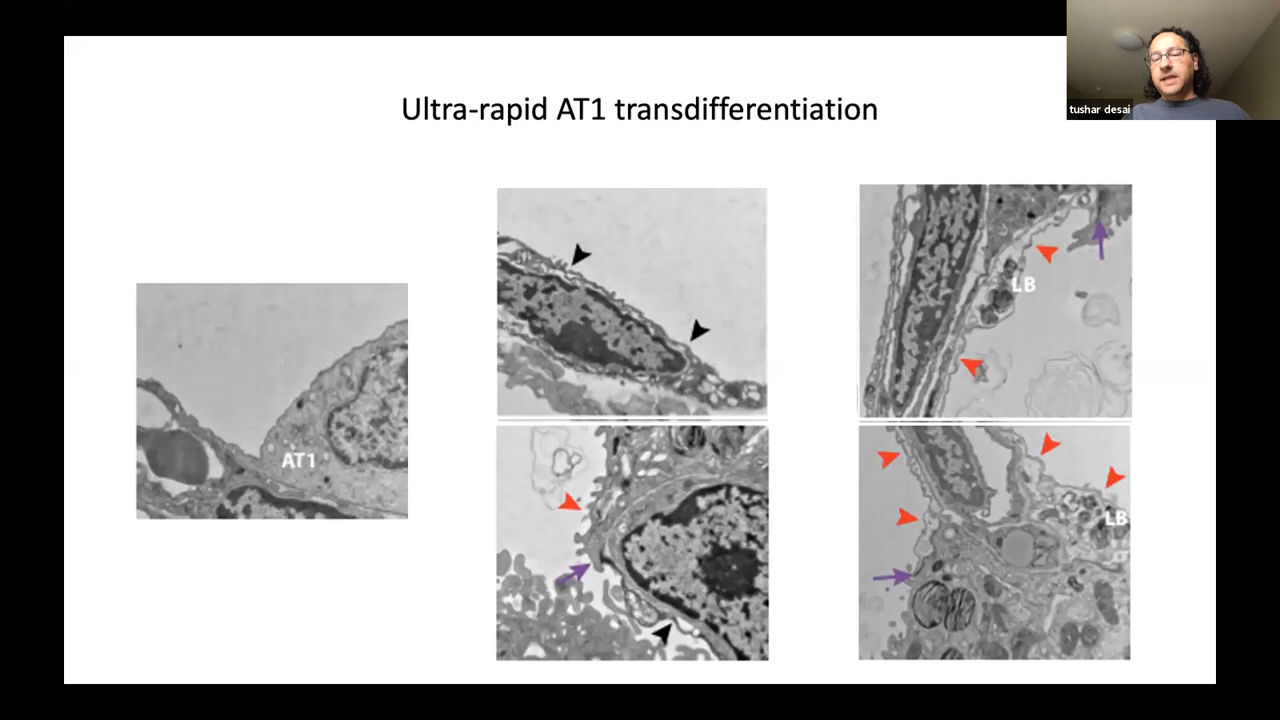 tushar desai
Ultra-rapid AT1 transdifferentiation
AT1
LB
LB